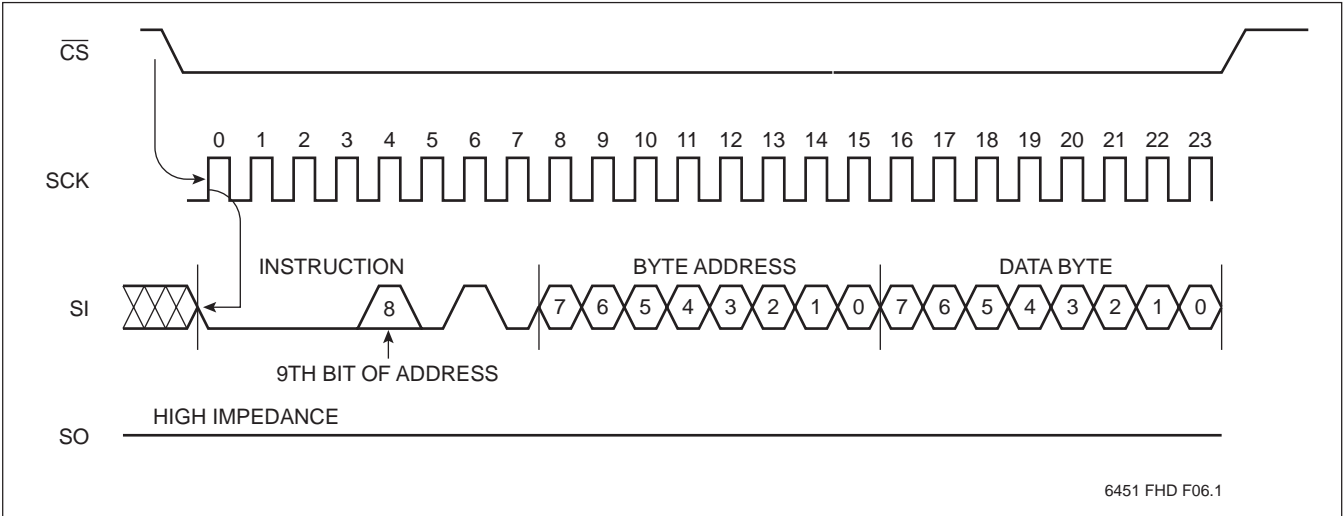 CS
0 1 2 3 4 5 6 7 8 9 10 11 12 13 14 15 16 17 18 19 20 21 22 23
SCK
INSTRUCTION BYTE ADDRESS DATA BYTE
SI 8 7 6 5 4 3 2 1 0 7 6 5 4 3 2 1 0
9TH BIT OF ADDRESS
HIGH IMPEDANCE
SO
6451 FHD F06.1